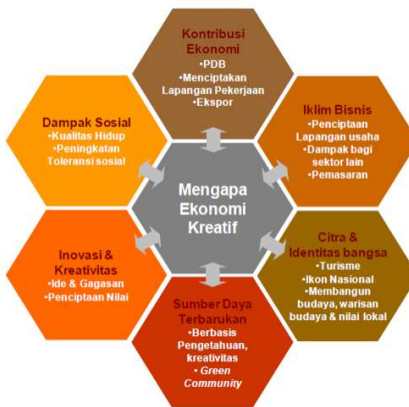 Kontribusi
Ekonomi
•PDB
•Menciptakan
Lapangan Pekerjaan
•Ekspor
Dampak Sosial
•Kualitas Hidup
•Peningkatan
Toleransi sosial
Iklim Bisnis
•Penciptaan
Lapangan usaha
•Dampak bagi
sektor lain
•Pemasaran
Mengapa
Ekonomi
Kreatif
Inovasi &
Kreativitas
•Ide & Gagasan
•Penciptaan Nilai
Citra &
Identitas bangsa
•Turisme
•Ikon Nasional
•Membangun
budaya, warisan
budaya & nilai lokal
Sumber Daya
Terbarukan
•Berbasis
Pengetahuan,
kreativitas
•Green
Community